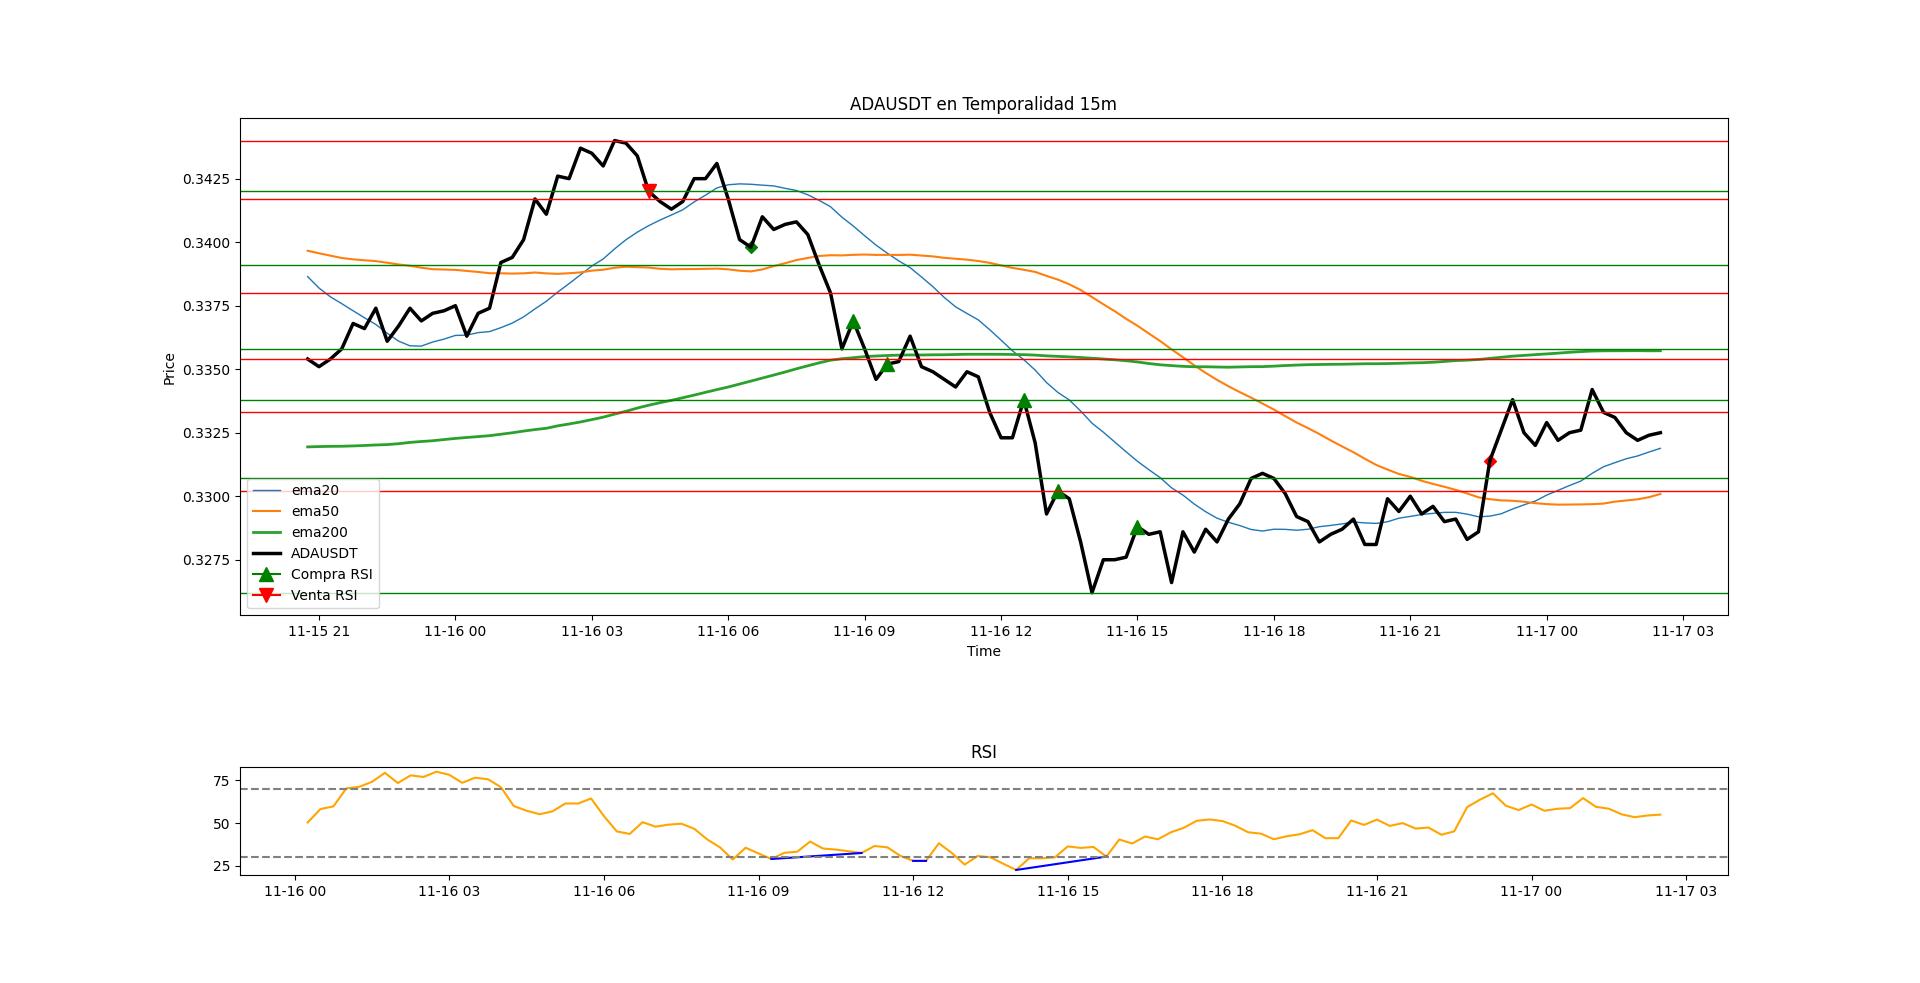 ADAUSDT en Temporalidad 15m
Price
0.3425
0.3400
0.3375
0.3350
0.3325
0.3300
0.3275
ema20
ema50
ema200
ADAUSDT
Compra RSI
Venta RSI
11-15 21 11-16 00 11-16 03 11-16 06 11-16 09 11-16 12 11-16 15 11-16 18 11-16 21 11-17 00 11-17 03
Time
RSI
75
50
25
11-16 00 11-16 03 11-16 06 11-16 09 11-16 12 11-16 15 11-16 18 11-16 21 11-17 00 11-17 03